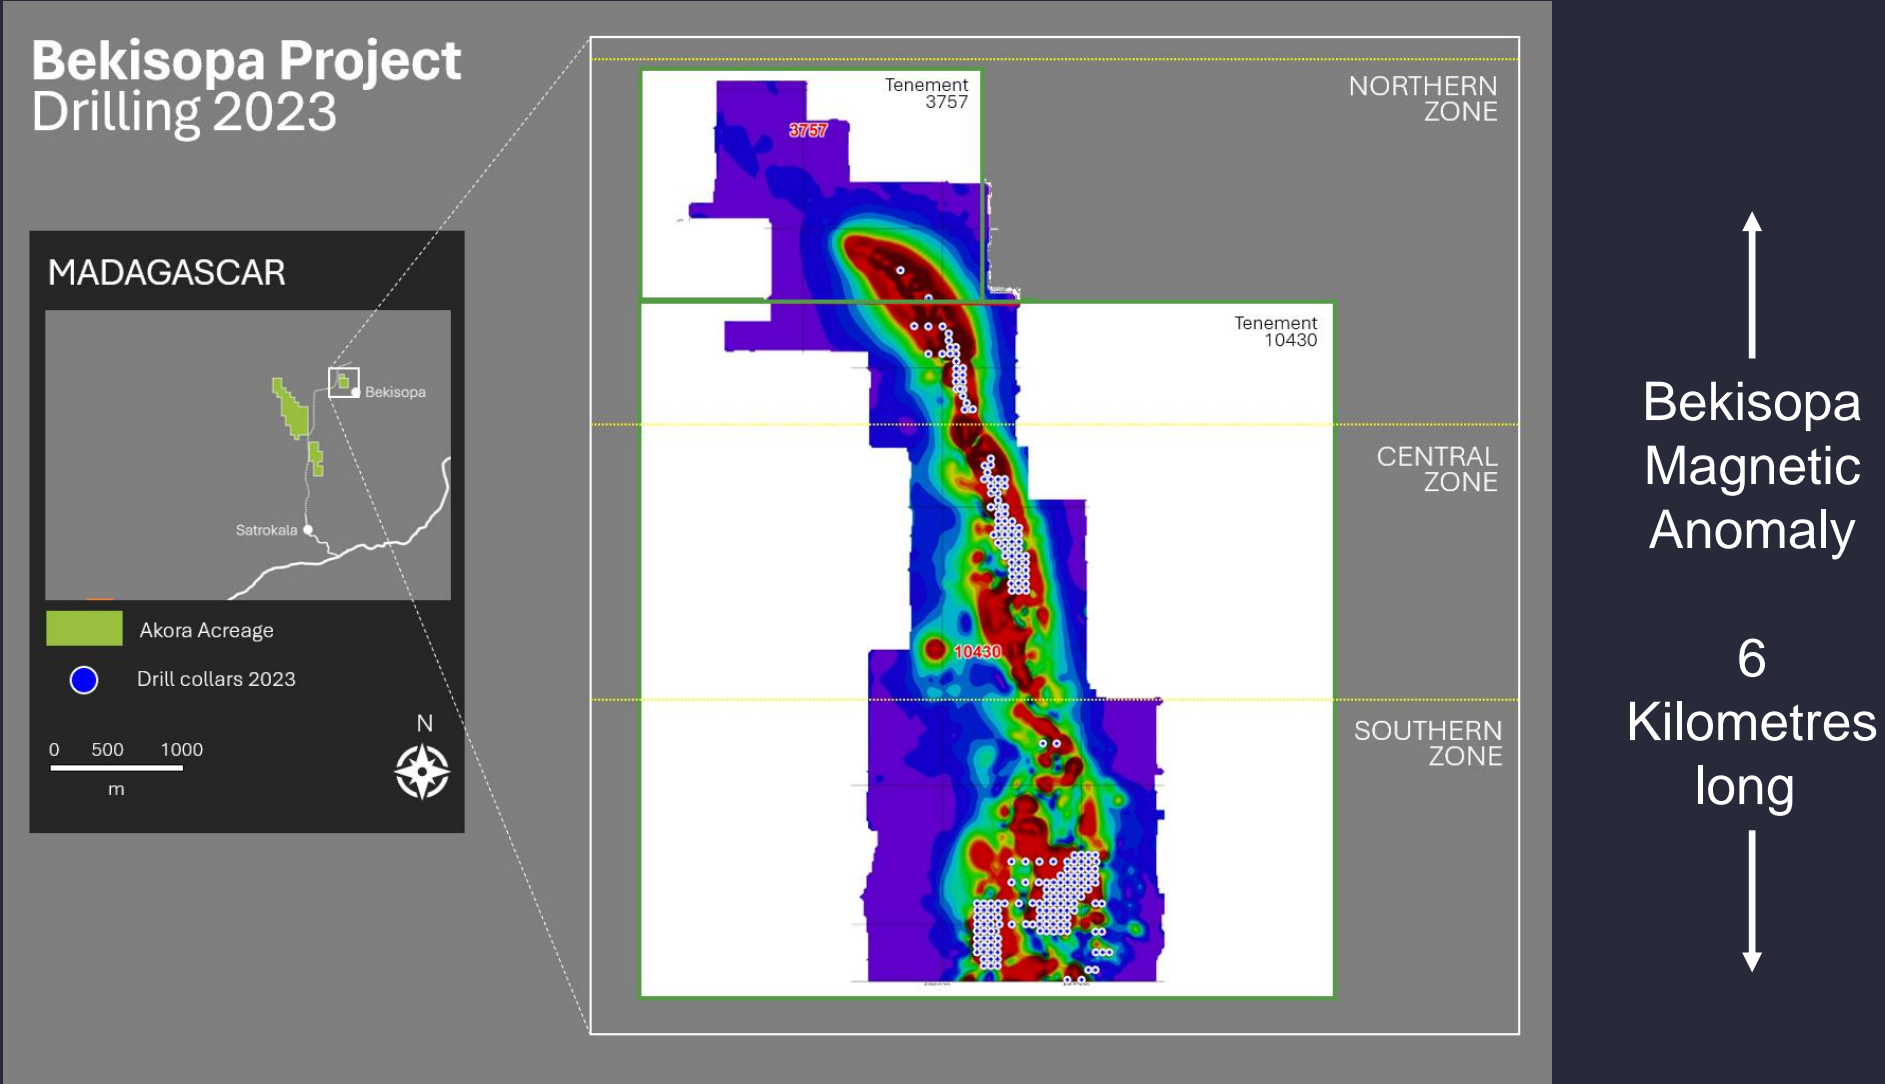 Bekisopa Project
Drilling 2023
MADAGASCAR
Bekisopa
Satrokala
Akora Acreage
Drill collars 2023
N
0 500 1000
m
Tenement
3757
3757
NORTHERN
ZONE
Tenement
10430
CENTRAL
ZONE
10430
SOUTHERN
ZONE
Bekisopa
Magnetic
Anomaly
6
Kilometres
long